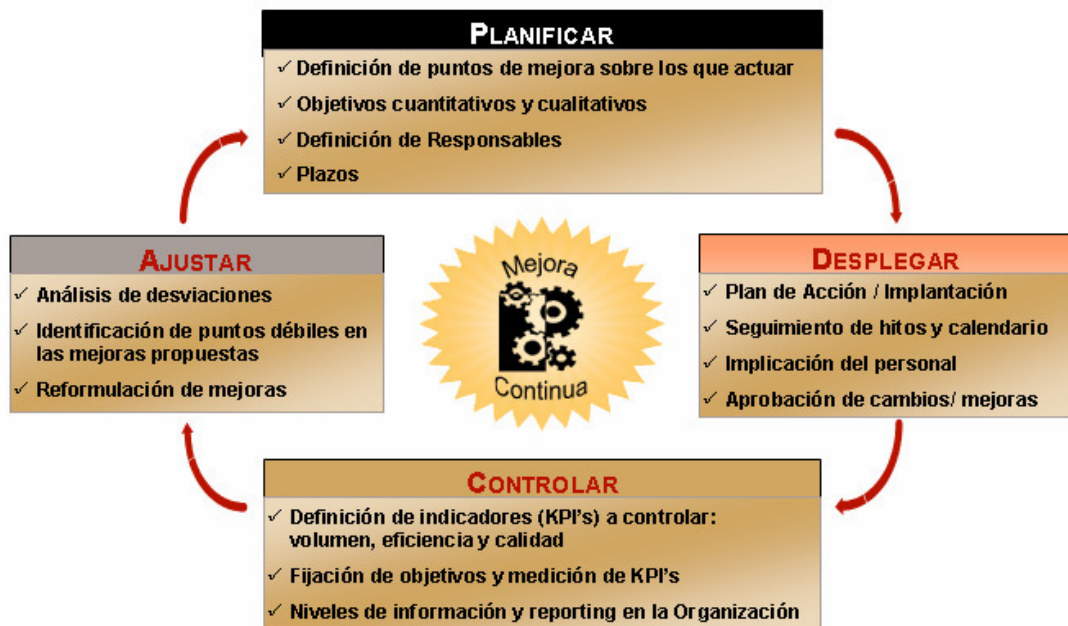 PLANIFICAR
✓ Definición de puntos de mejora sobre los que actuar
✓ Objetivos cuantitativos y cualitativos
✓ Definición de Responsables
✓ Plazos
AJUSTAR
✓ Análisis de desviaciones
✓ Identificación de puntos débiles en
las mejoras propuestas
✓ Reformulación de mejoras
Mejora
Continua
DESPLEGAR
✓ Plan de Acción / Implantación
✓ Seguimiento de hitos y calendario
✓ Implicación del personal
✓ Aprobación de cambios/ mejoras
CONTROLAR
✓ Definición de indicadores (KPI's) a controlar:
volumen, eficiencia y calidad
✓ Fijación de objetivos y medición de KPI's
✓ Niveles de información y reporting en la Organización